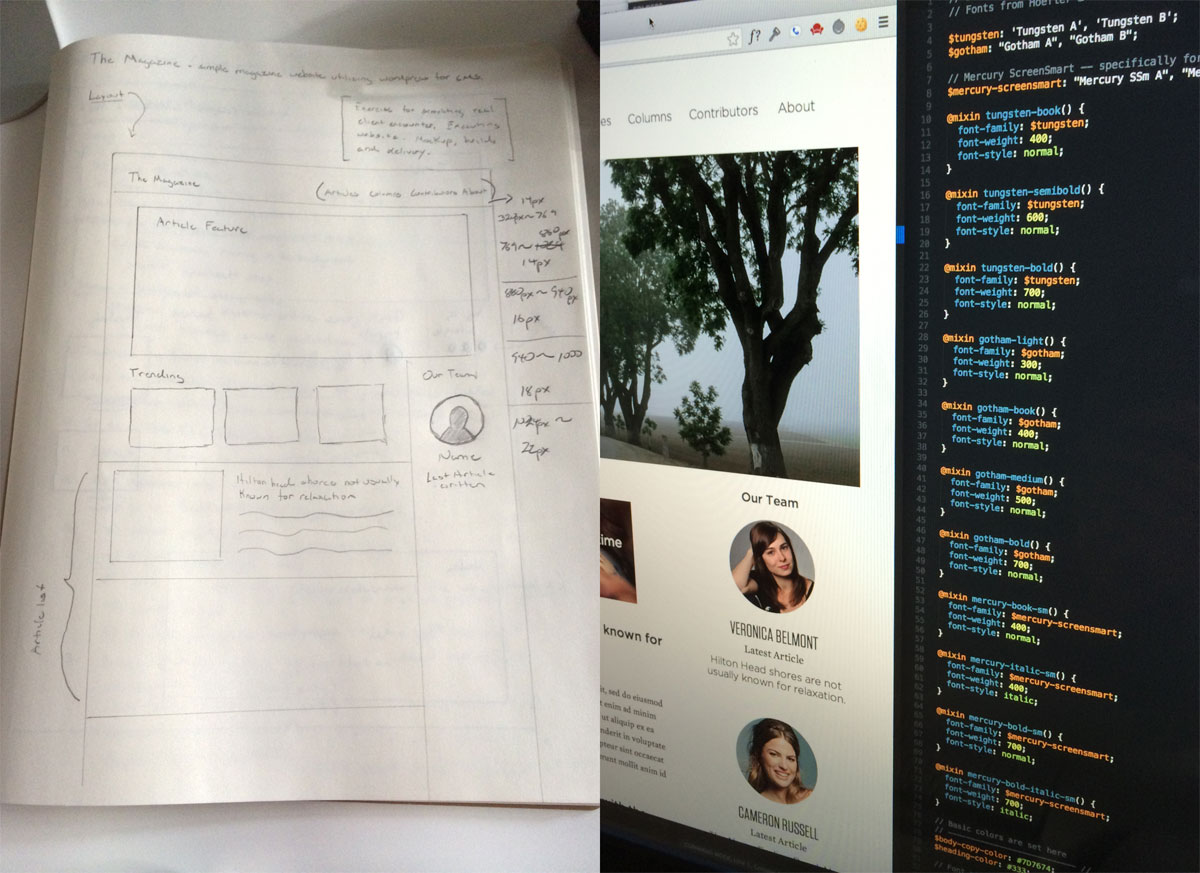 The Magazine - simple magazine website utilizing wordpress for CMS.
Layout
Exercise for simulating real
client encounter. Executing
website. Mockup, builds
and delivery.
The Magazine
(Articles Columns Contributors About)
Article Feature
14px
320px~769
769~
880px
14px
880px~940px
16px
940~1000
18px
22px
Trending
Our Team
Name
Last Article
written
Hilton head shores not usually
known for relaxation
Article list
f?
es Columns Contributors About
Our Team
time
VERONICA BELMONT
Latest Article
Hilton Head shores are not
usually known for relaxation.
known for
it, sed do eiusmod
t enim ad minim
ut aliquip ex ea
nderit in voluptate
pteur sint occaecat
runt mollit anim id
CAMERON RUSSELL
Latest Article
// Fonts from Hoefler
$tungsten: 'Tungsten A', 'Tungsten B';
$gotham: "Gotham A", "Gotham B";
// Mercury ScreenSmart –– specifically for
$mercury-screensmart: "Mercury SSm A", "Me
@mixin tungsten-book() {
font-family: $tungsten;
font-weight: 400;
font-style: normal;
}
@mixin tungsten-semibold() {
font-family: $tungsten;
font-weight: 600;
font-style: normal;
}
@mixin tungsten-bold() {
font-family: $tungsten;
font-weight: 700;
font-style: normal;
}
@mixin gotham-light() {
font-family: $gotham;
font-weight: 300;
font-style: normal;
}
@mixin gotham-book() {
font-family: $gotham;
font-weight: 400;
font-style: normal;
}
@mixin gotham-medium() {
font-family: $gotham;
font-weight: 500;
font-style: normal;
}
@mixin gotham-bold() {
font-family: $gotham;
font-weight: 700;
font-style: normal;
}
@mixin mercury-book-sm() {
font-family: $mercury-screensmart;
font-weight: 400;
font-style: normal;
}
@mixin mercury-italic-sm() {
font-family: $mercury-screensmart;
font-weight: 400;
font-style: italic;
}
@mixin mercury-bold-sm() {
font-family: $mercury-screensmart;
font-weight: 700;
font-style: normal;
}
@mixin mercury-bold-italic-sm() {
font-family: $mercury-screensmart;
font-weight: 700;
font-style: italic;
}
// Basic colors are set here
$body-copy-color: #7D7674;
$heading-color: #333;